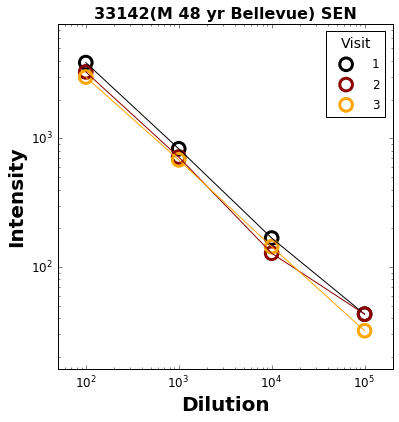 33142(M 48 yr Bellevue) SEN
Visit
1
2
3
Intensity
10³
10²
10² 10³ 10⁴ 10⁵
Dilution